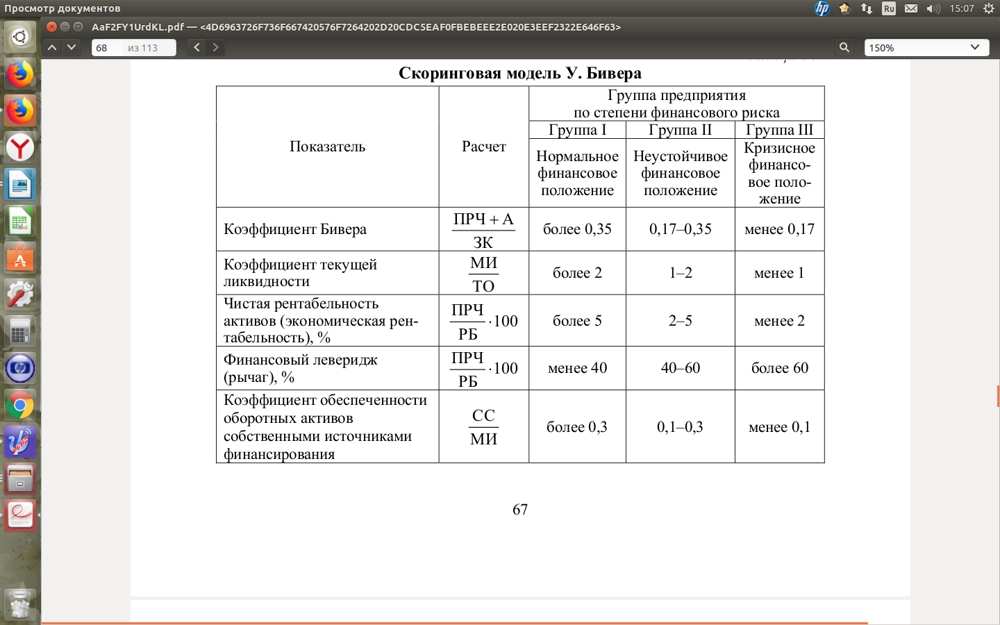 Просмотр документов
Ru
15:07
AaF2FY1UrdKL.pdf — <4D6963726F736F667420576F7264202D20CDC5EAF0FBEBEEE2E020E3EEF2322E646F63>
68 из 113
150%
Скоринговая модель У. Бивера
Показатель
Расчет
Группа предприятия
по степени финансового риска
Группа I
Группа II
Группа III
Нормальное
финансовое
положение
Неустойчивое
финансовое
положение
Кризисное
финансо-
вое поло-
жение
Коэффициент Бивера
ПРЧ + А
ЗК
более 0,35
0,17–0,35
менее 0,17
Коэффициент текущей
ликвидности
МИ
ТО
более 2
1–2
менее 1
Чистая рентабельность
активов (экономическая рен-
табельность), %
ПРЧ
РБ
·100
более 5
2–5
менее 2
Финансовый леверидж
(рычаг), %
ПРЧ
РБ
·100
менее 40
40–60
более 60
Коэффициент обеспеченности
оборотных активов
собственными источниками
финансирования
СС
МИ
более 0,3
0,1–0,3
менее 0,1
67